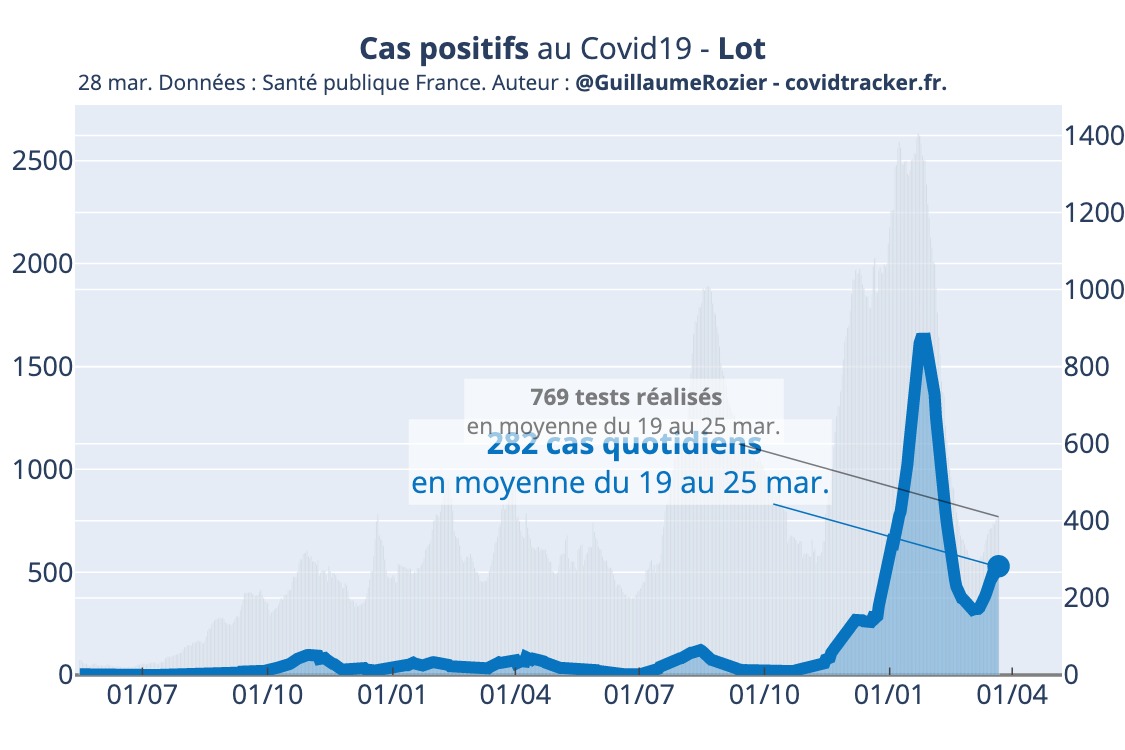 Cas positifs au Covid19 - Lot
28 mar. Données : Santé publique France. Auteur : @GuillaumeRozier - covidtracker.fr.
2500
2000
1500
1000
500
0
1400
1200
1000
800
600
400
200
0
769 tests réalisés
en moyenne du 19 au 25 mar.
282 cas quotidiens
en moyenne du 19 au 25 mar.
01/07 01/10 01/01 01/04 01/07 01/10 01/01 01/04